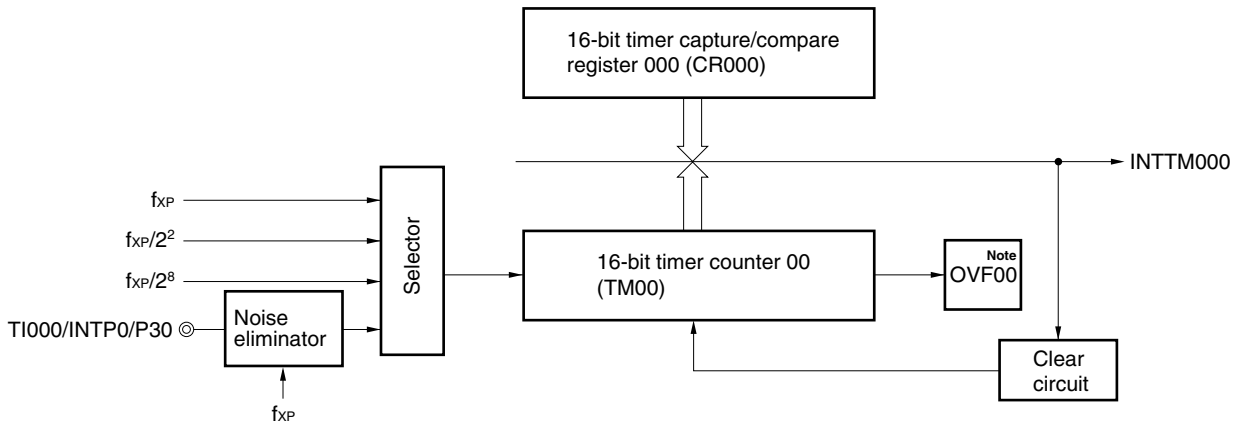 16-bit timer capture/compare
register 000 (CR000)
INTTM000
fXP
fXP/2²
fXP/2⁸
TI000/INTP0/P30
Noise
eliminator
fXP
Selector
16-bit timer counter 00
(TM00)
Note
OVF00
Clear
circuit